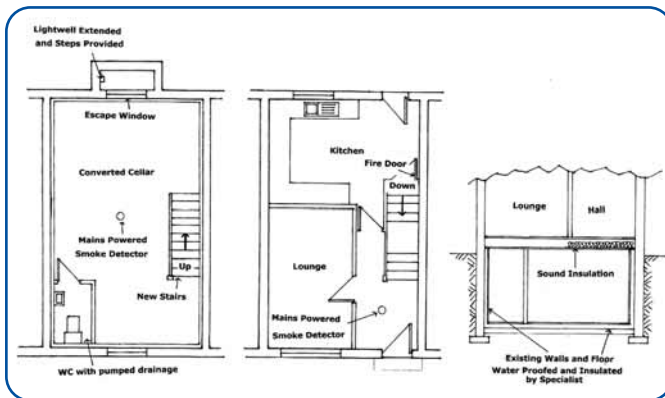 Lightwell Extended
and Steps Provided
Escape Window
Converted Cellar
Mains Powered
Smoke Detector
Up
New Stairs
WC with pumped drainage
Kitchen
Fire Door
Down
Lounge
Mains Powered
Smoke Detector
Lounge
Hall
Sound Insulation
Existing Walls and Floor
Water Proofed and Insulated
by Specialist